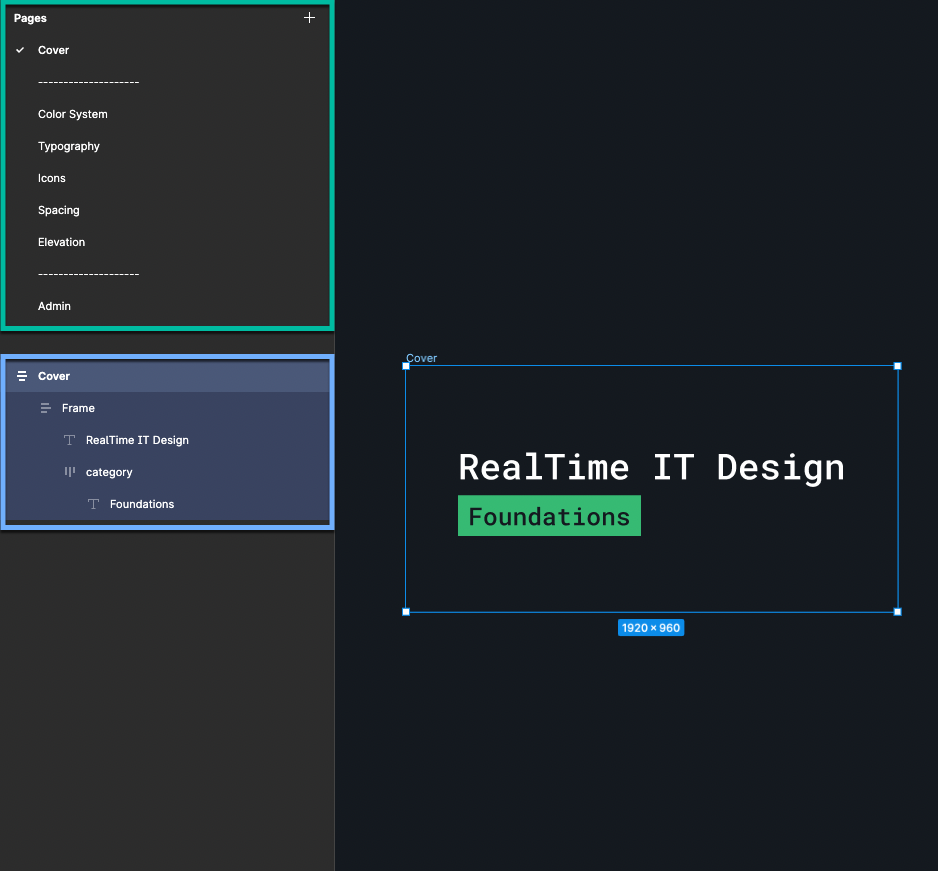 Pages
Cover
--------------------
Color System
Typography
Icons
Spacing
Elevation
--------------------
Admin
Cover
Frame
RealTime IT Design
category
Foundations
Cover
RealTime IT Design
Foundations
1920 × 960